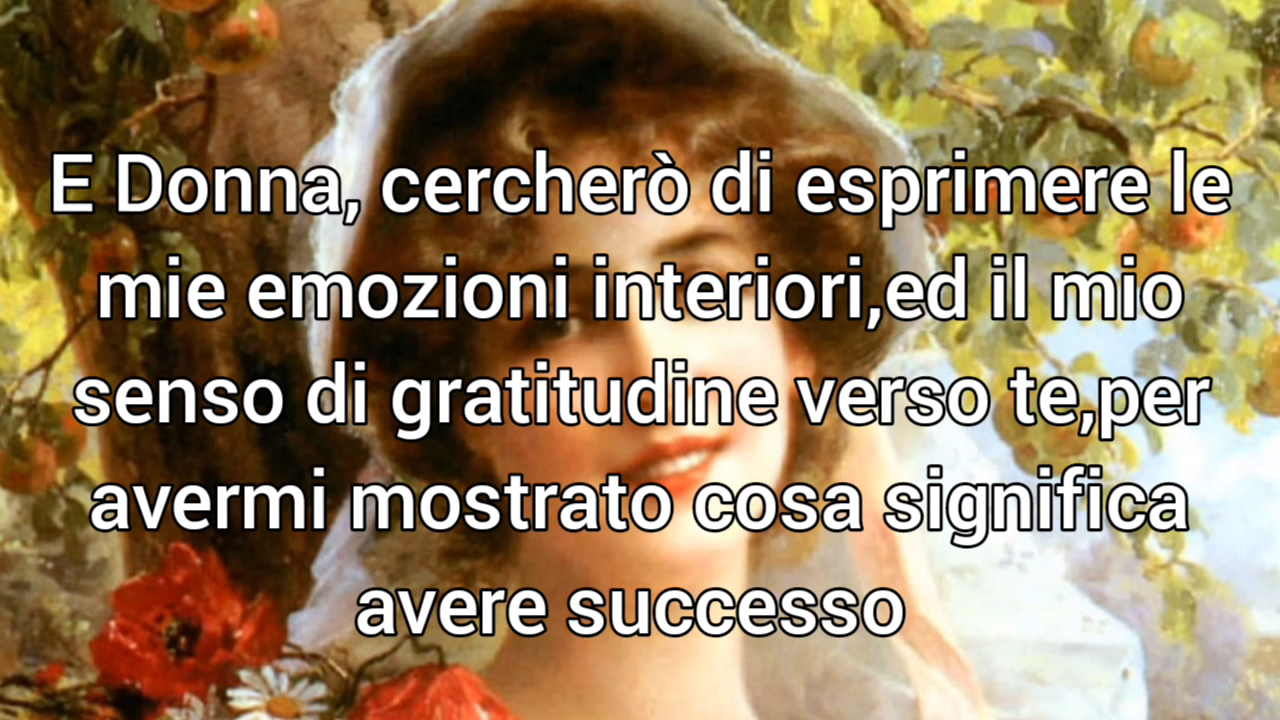 E Donna, cercherò di esprimere le
mie emozioni interiori,ed il mio
senso di gratitudine verso te,per
avermi mostrato cosa significa
avere successo